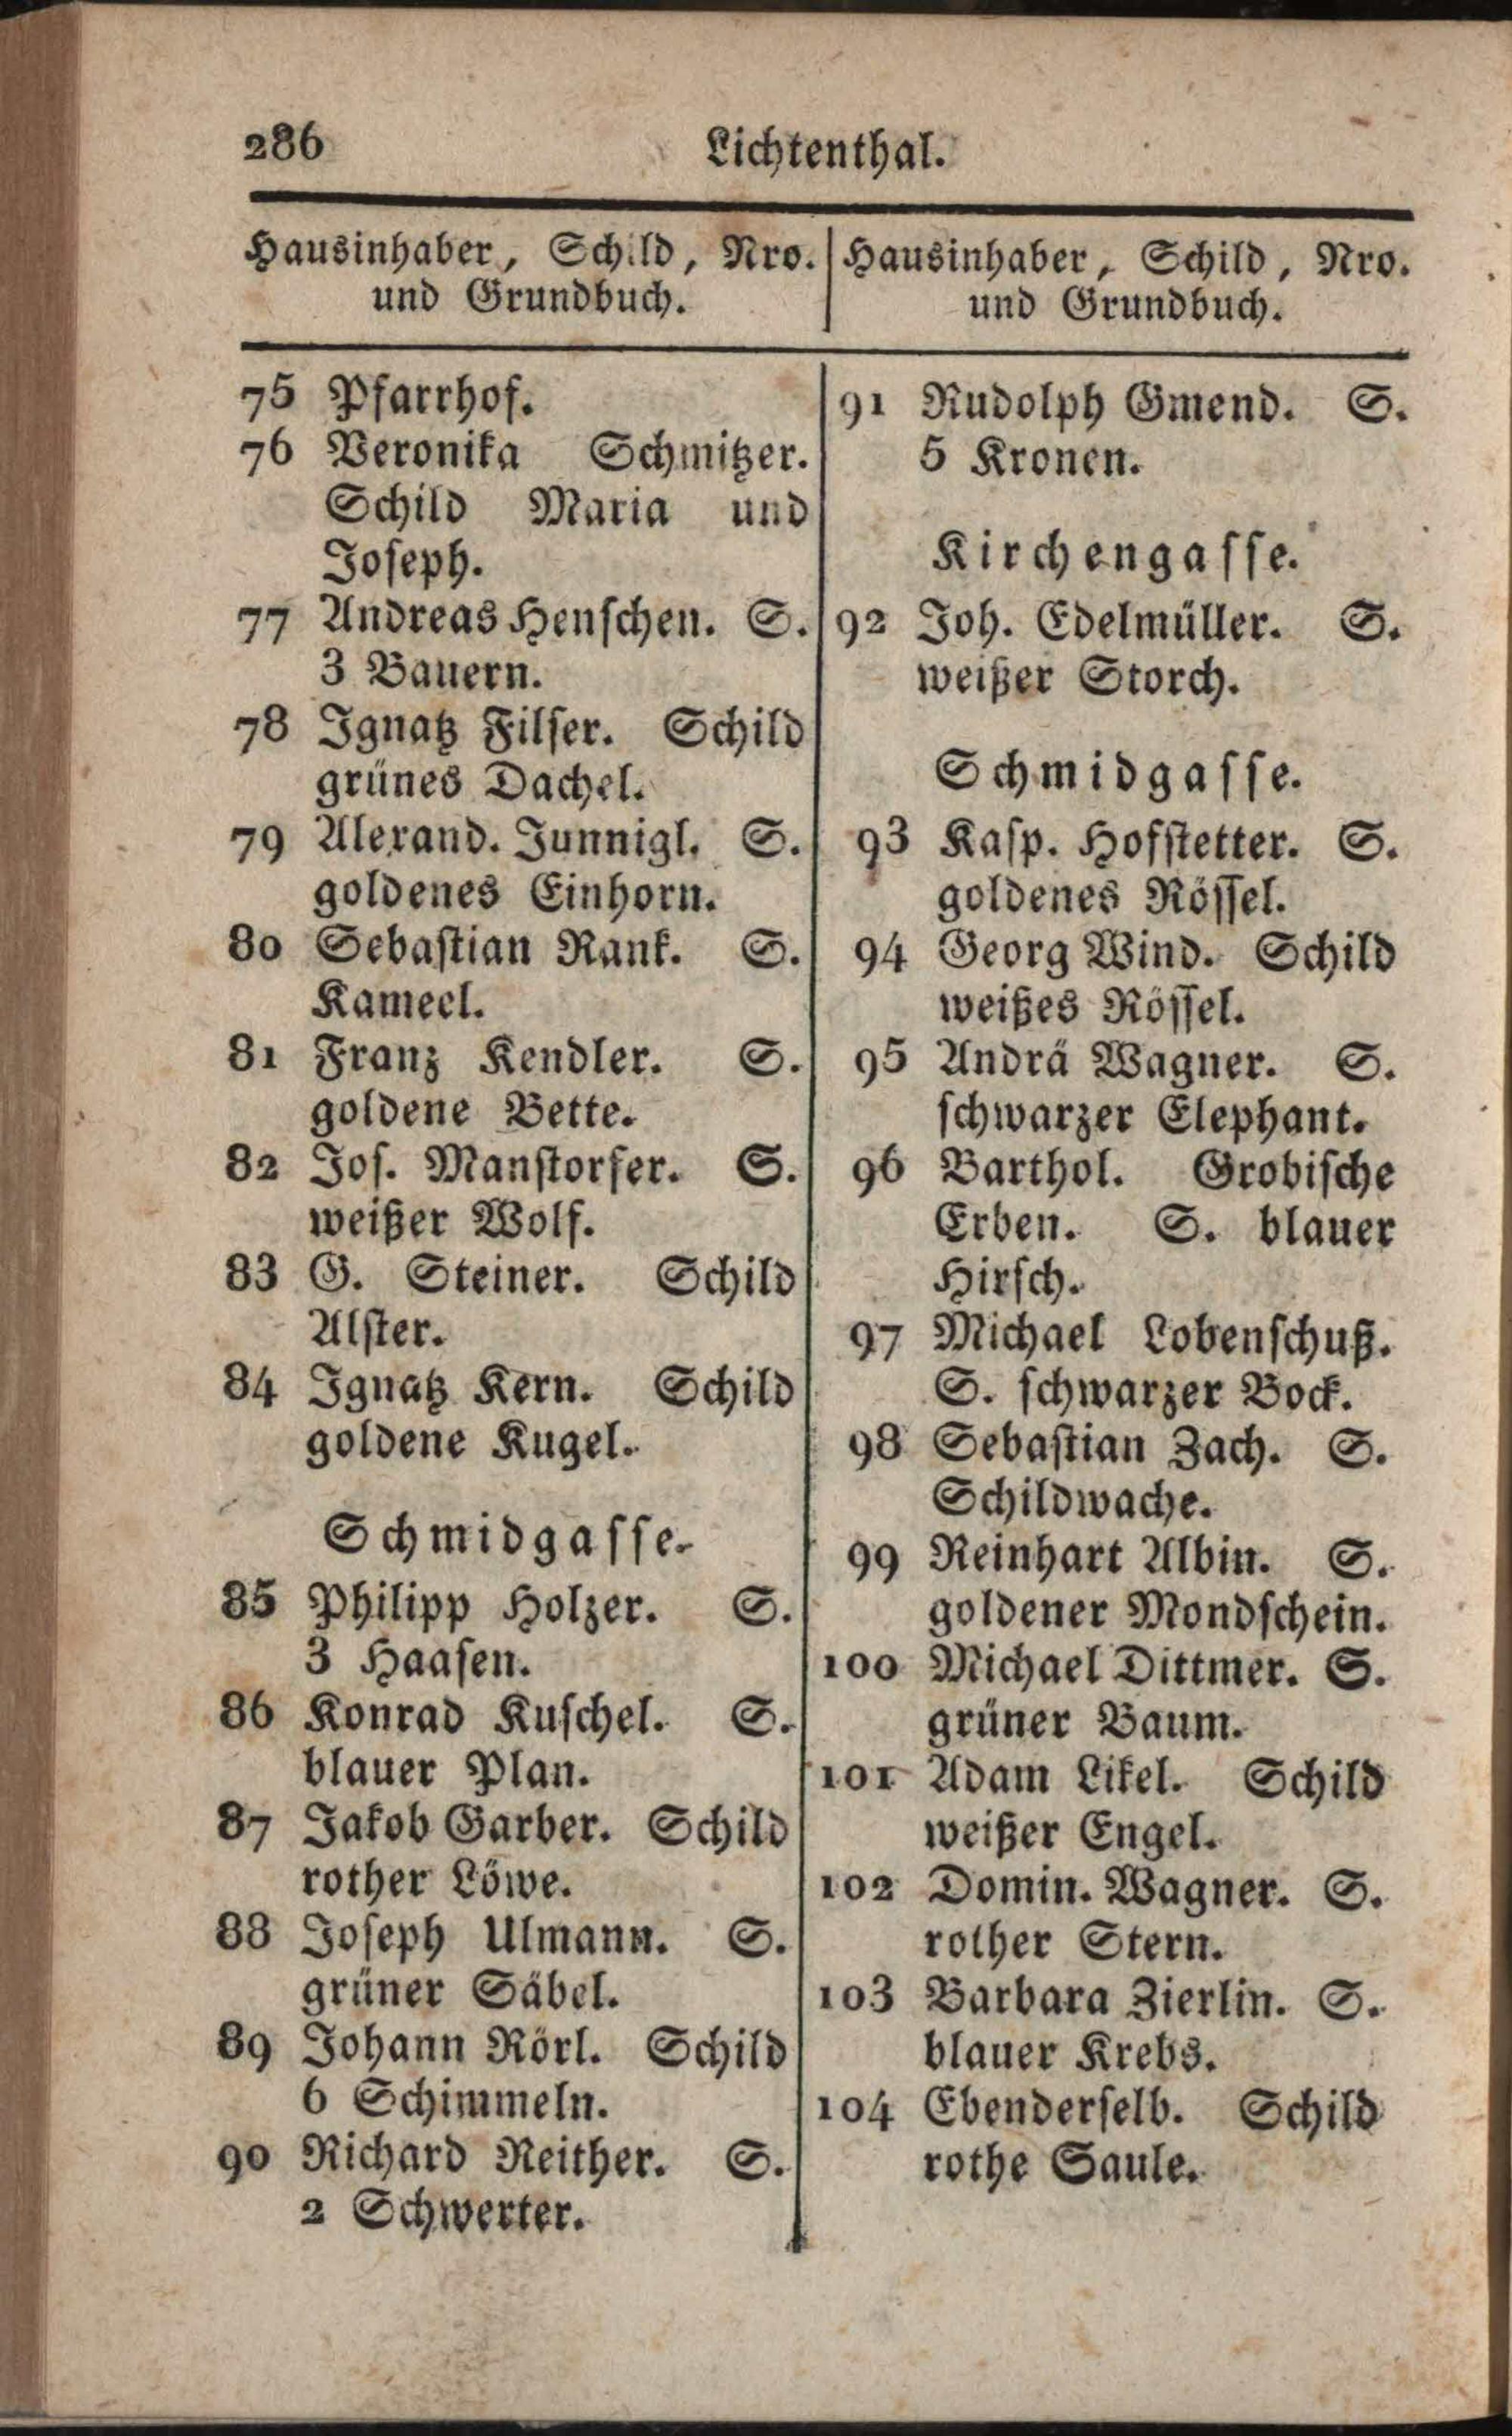 286
Lichtenthal.
Hausinhaber, Schild, Nro.
und Grundbuch.
75 Pfarrhof.
76 Veronika Schmitzer.
Schild Maria und
Joseph.
77 Andreas Henschen. S.
3 Bauern.
78 Ignatz Filser. Schild
grünes Dachel.
79 Alexand. Junnigl. S.
goldenes Einhorn.
80 Sebastian Rank. S.
Kameel.
81 Franz Kendler. S.
goldene Bette.
82 Jos. Manstorfer. S.
weißer Wolf.
83 G. Steiner. Schild
Alster.
84 Ignatz Kern. Schild
goldene Kugel.
Schmidgasse.
85 Philipp Holzer. S.
3 Haasen.
86 Konrad Kuschel. S.
blauer Plan.
87 Jakob Garber. Schild
rother Löwe.
88 Joseph Ulmann. S.
grüner Säbel.
89 Johann Rörl. Schild
6 Schimmeln.
90 Richard Reither. S.
2 Schwerter.
Hausinhaber, Schild, Nro.
und Grundbuch.
91 Rudolph Gmend. S.
5 Kronen.
Kirchengasse.
92 Joh. Edelmüller. S.
weißer Storch.
Schmidgasse.
93 Kasp. Hofstetter. S.
goldenes Rössel.
94 Georg Wind. Schild
weißes Rössel.
95 Andrä Wagner. S.
schwarzer Elephant.
96 Barthol. Grobische
Erben. S. blauer
Hirsch.
97 Michael Lobenschuß.
S. schwarzer Bock.
98 Sebastian Zach. S.
Schildwache.
99 Reinhart Albin. S.
goldener Mondschein.
100 Michael Dittmer. S.
grüner Baum.
101 Adam Likel. Schild
weißer Engel.
102 Domin. Wagner. S.
rother Stern.
103 Barbara Zierlin. S.
blauer Krebs.
104 Ebenderselb. Schild
rothe Saule.